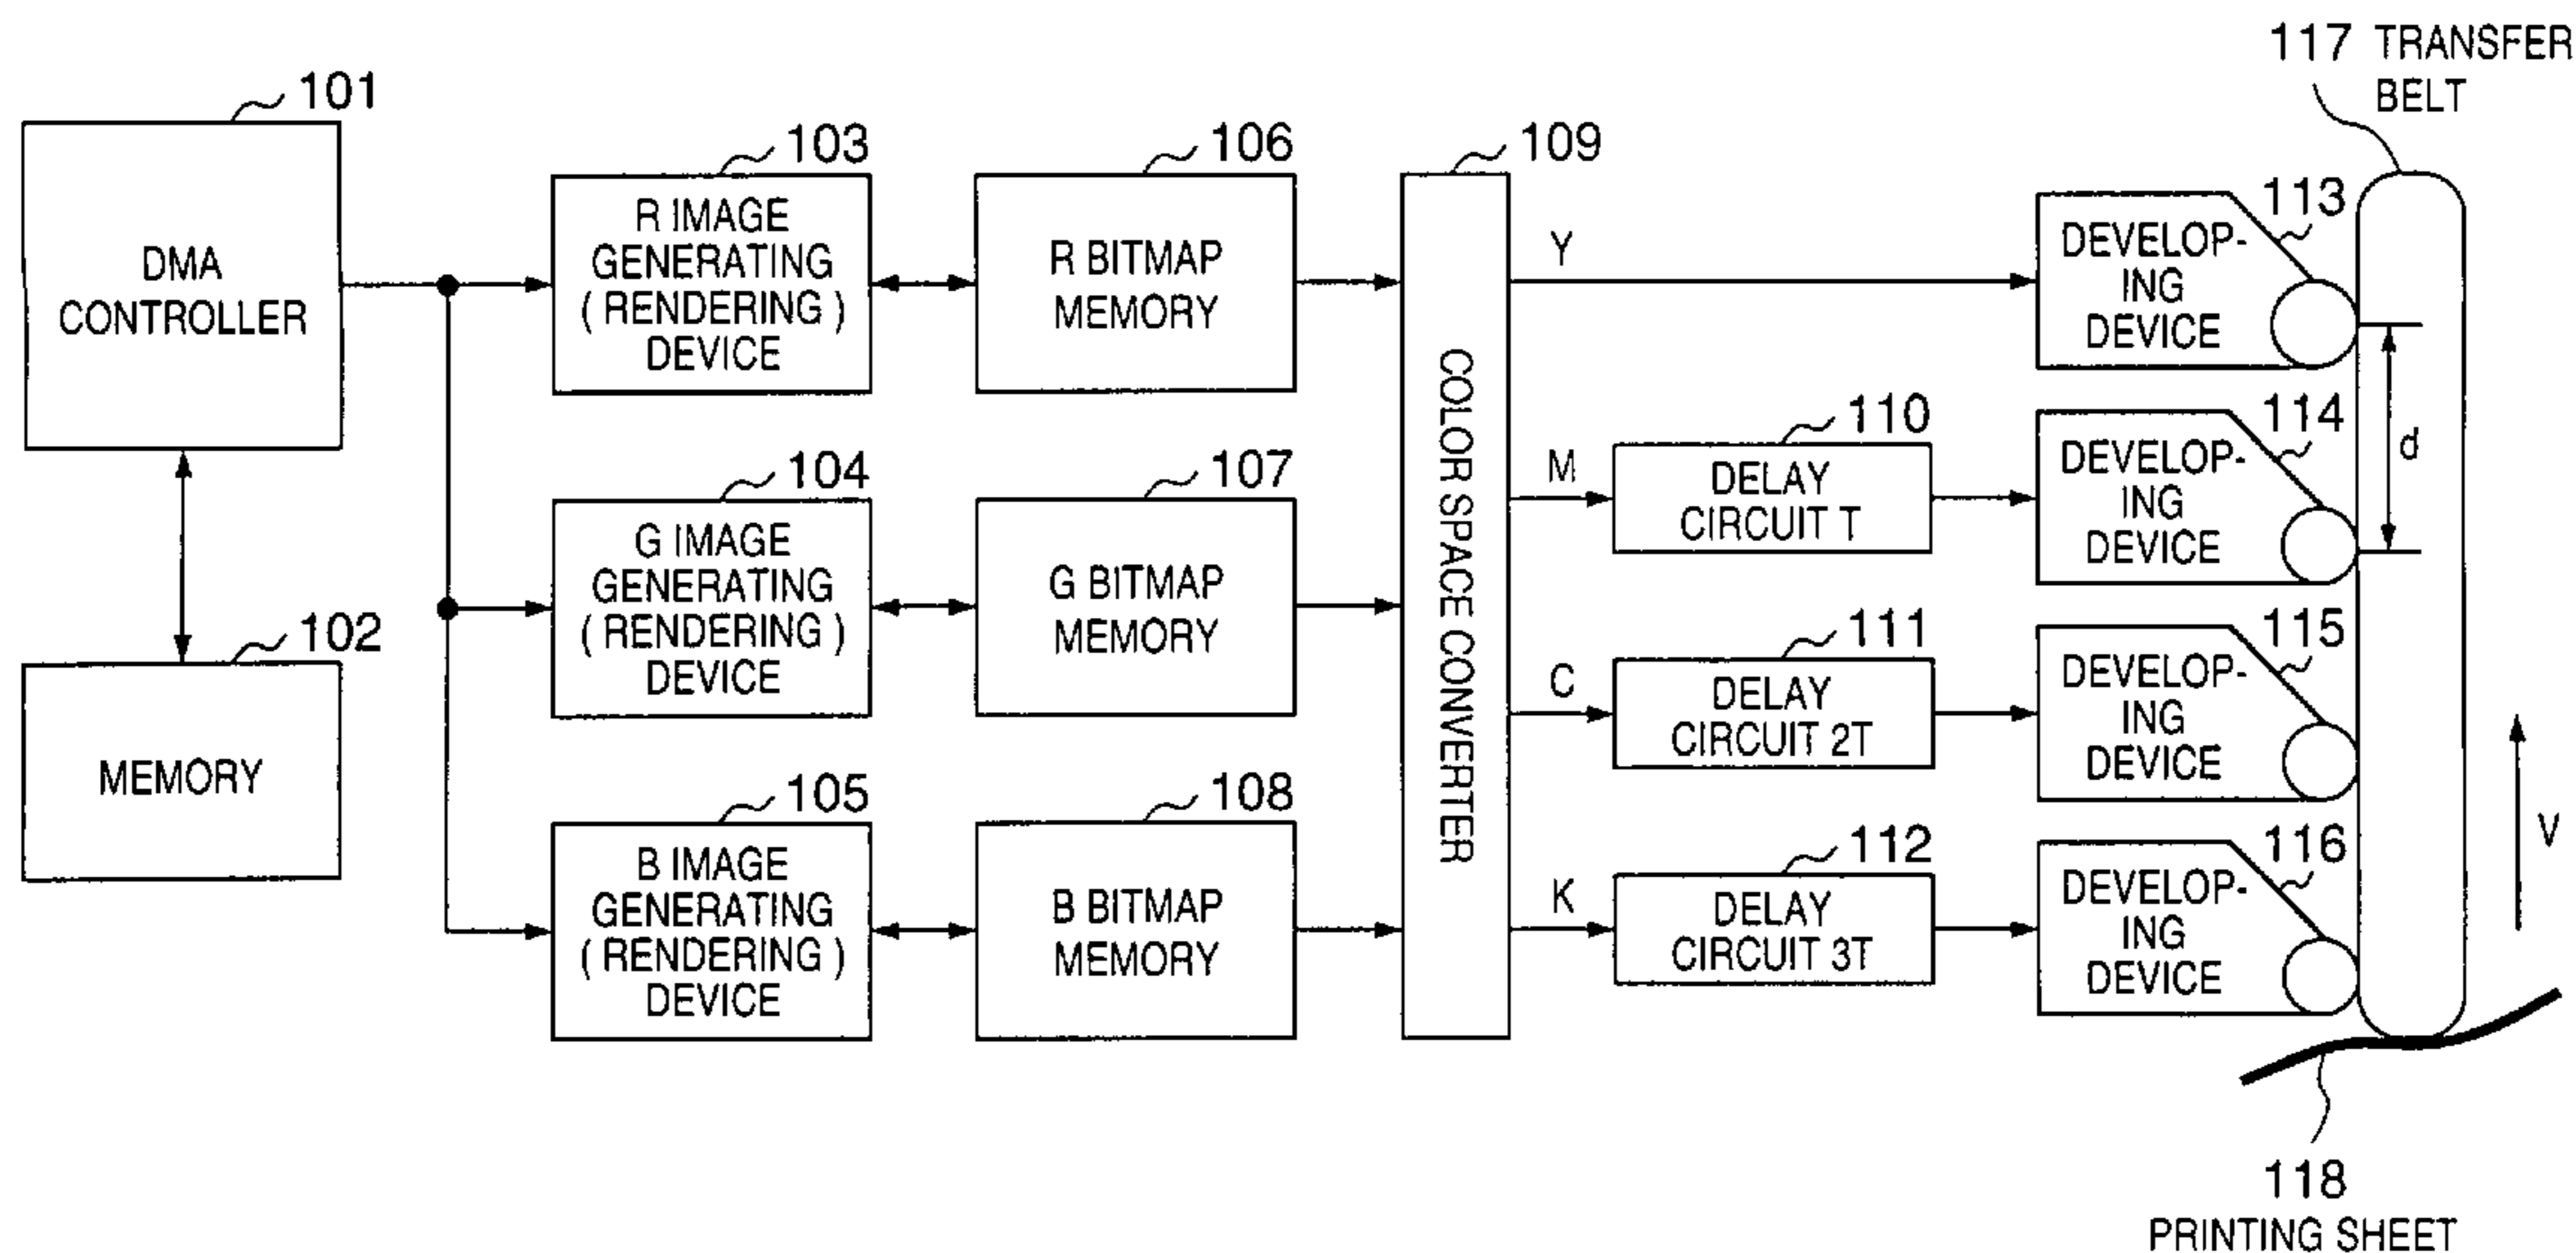 117 TRANSFER
BELT
101
DMA
CONTROLLER
102
MEMORY
103
R IMAGE
GENERATING
( RENDERING )
DEVICE
104
G IMAGE
GENERATING
( RENDERING )
DEVICE
105
B IMAGE
GENERATING
( RENDERING )
DEVICE
106
R BITMAP
MEMORY
107
G BITMAP
MEMORY
108
B BITMAP
MEMORY
109
COLOR SPACE CONVERTER
Y
M
C
K
110
DELAY
CIRCUIT T
111
DELAY
CIRCUIT 2T
112
DELAY
CIRCUIT 3T
113
DEVELOP-
ING
DEVICE
114
DEVELOP-
ING
DEVICE
115
DEVELOP-
ING
DEVICE
116
DEVELOP-
ING
DEVICE
d
V
118
PRINTING SHEET